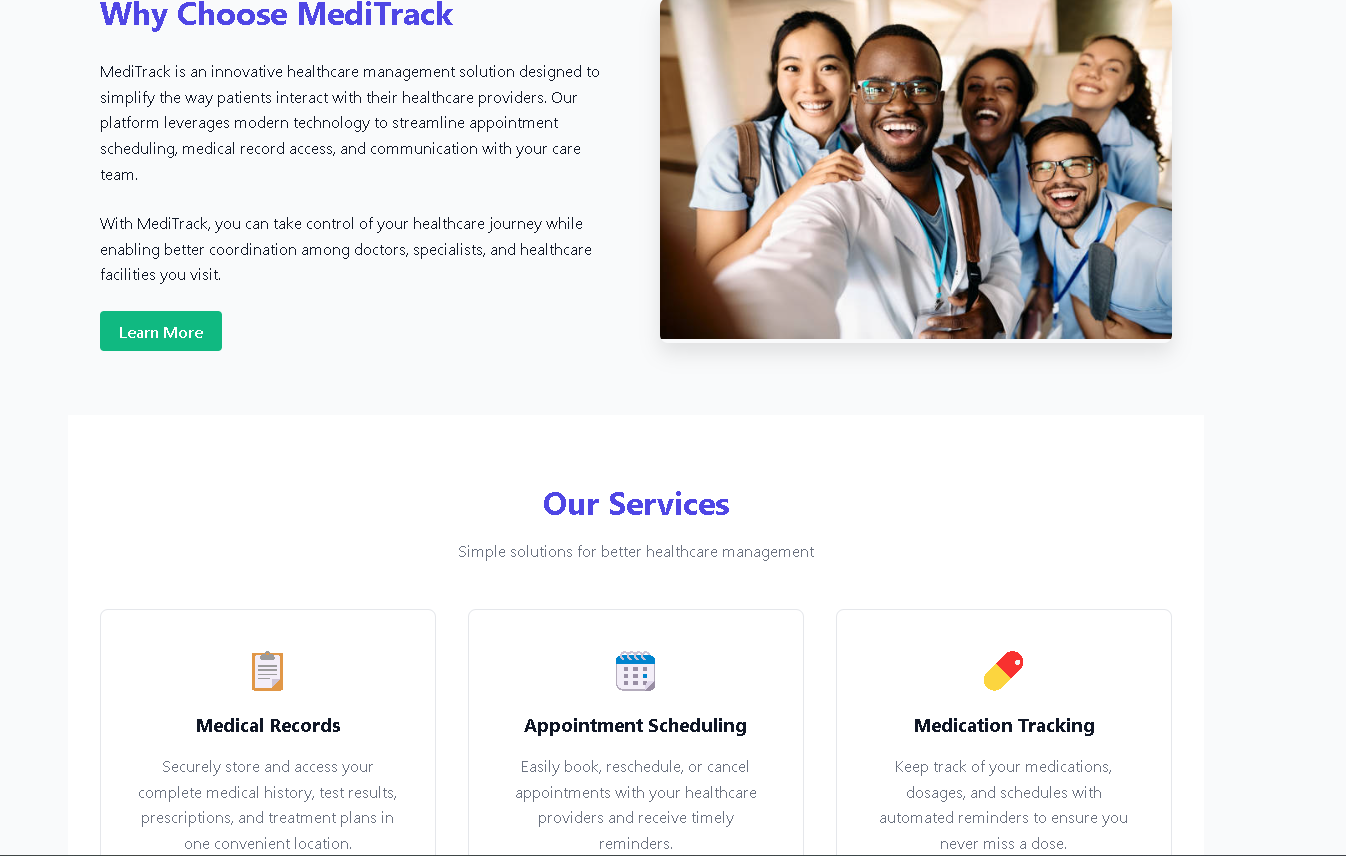 Why Choose MediTrack
MediTrack is an innovative healthcare management solution designed to
simplify the way patients interact with their healthcare providers. Our
platform leverages modern technology to streamline appointment
scheduling, medical record access, and communication with your care
team.
With MediTrack, you can take control of your healthcare journey while
enabling better coordination among doctors, specialists, and healthcare
facilities you visit.
Learn More
Our Services
Simple solutions for better healthcare management
Medical Records
Securely store and access your
complete medical history, test results,
prescriptions, and treatment plans in
one convenient location.
Appointment Scheduling
Easily book, reschedule, or cancel
appointments with your healthcare
providers and receive timely
reminders.
Medication Tracking
Keep track of your medications,
dosages, and schedules with
automated reminders to ensure you
never miss a dose.